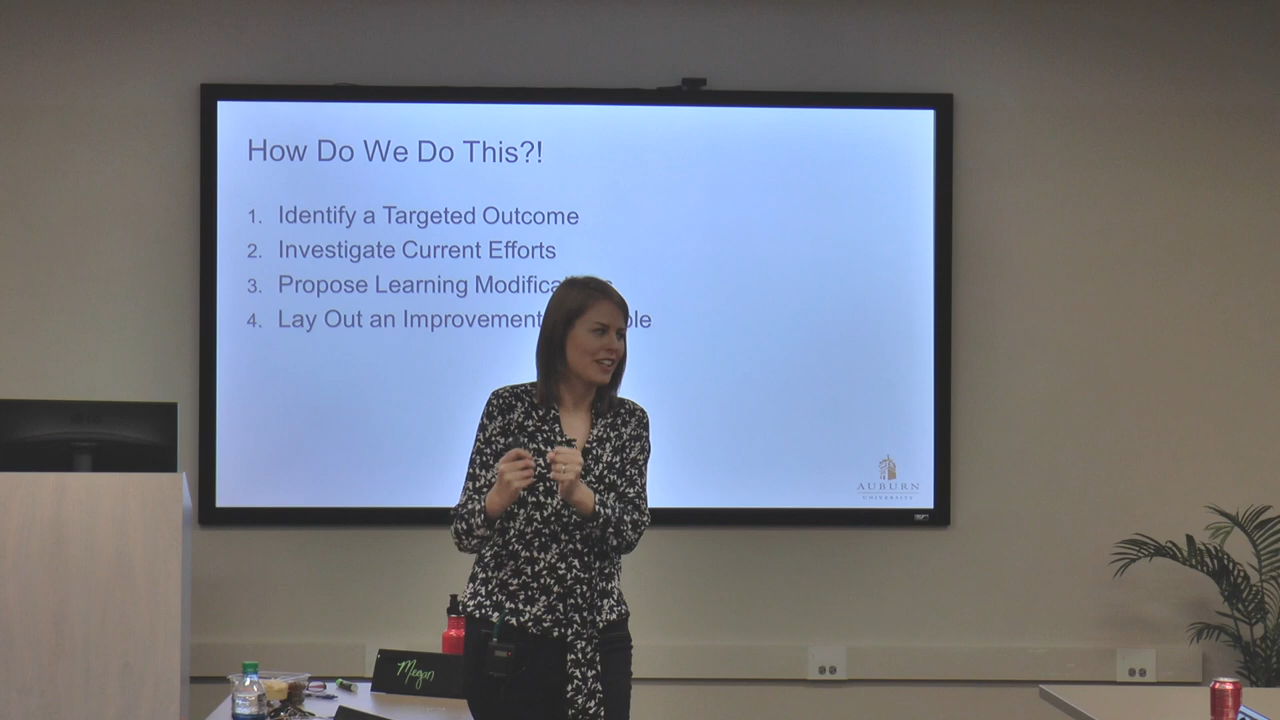 How Do We Do This?!
1. Identify a Targeted Outcome
2. Investigate Current Efforts
3. Propose Learning
4. Lay Out an Improvement
AUBURN
UNIVERSITY
Megan